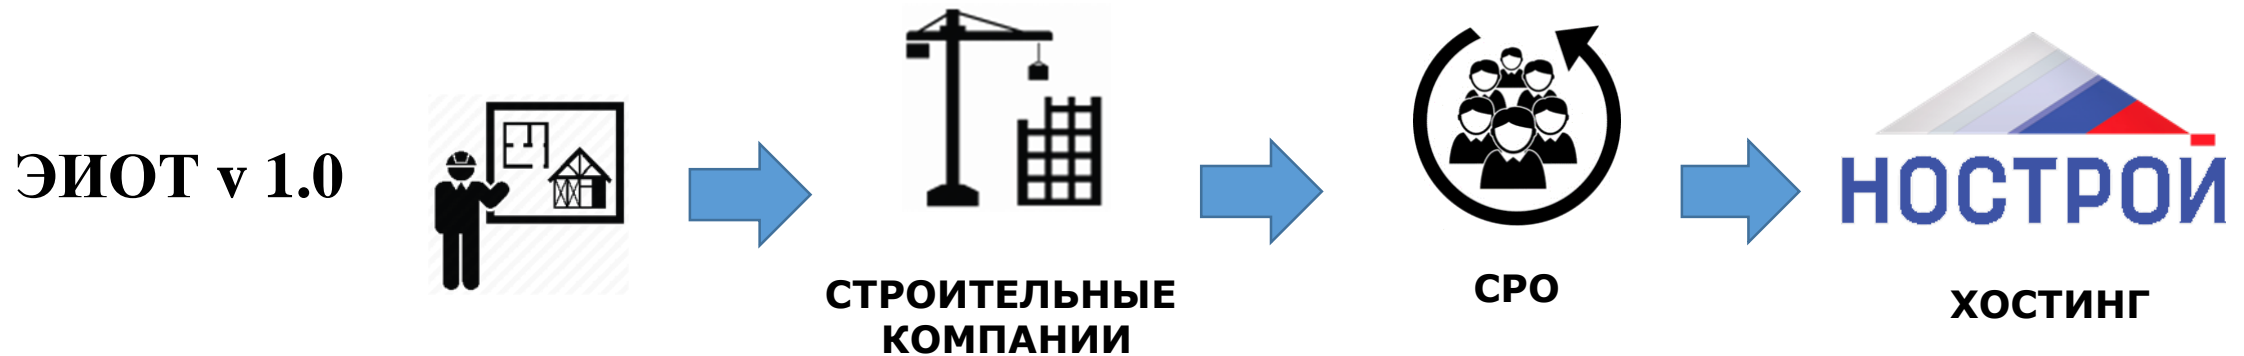 ЭИОТ v 1.0
СТРОИТЕЛЬНЫЕ
КОМПАНИИ
СРО
НОСТРОЙ
ХОСТИНГ